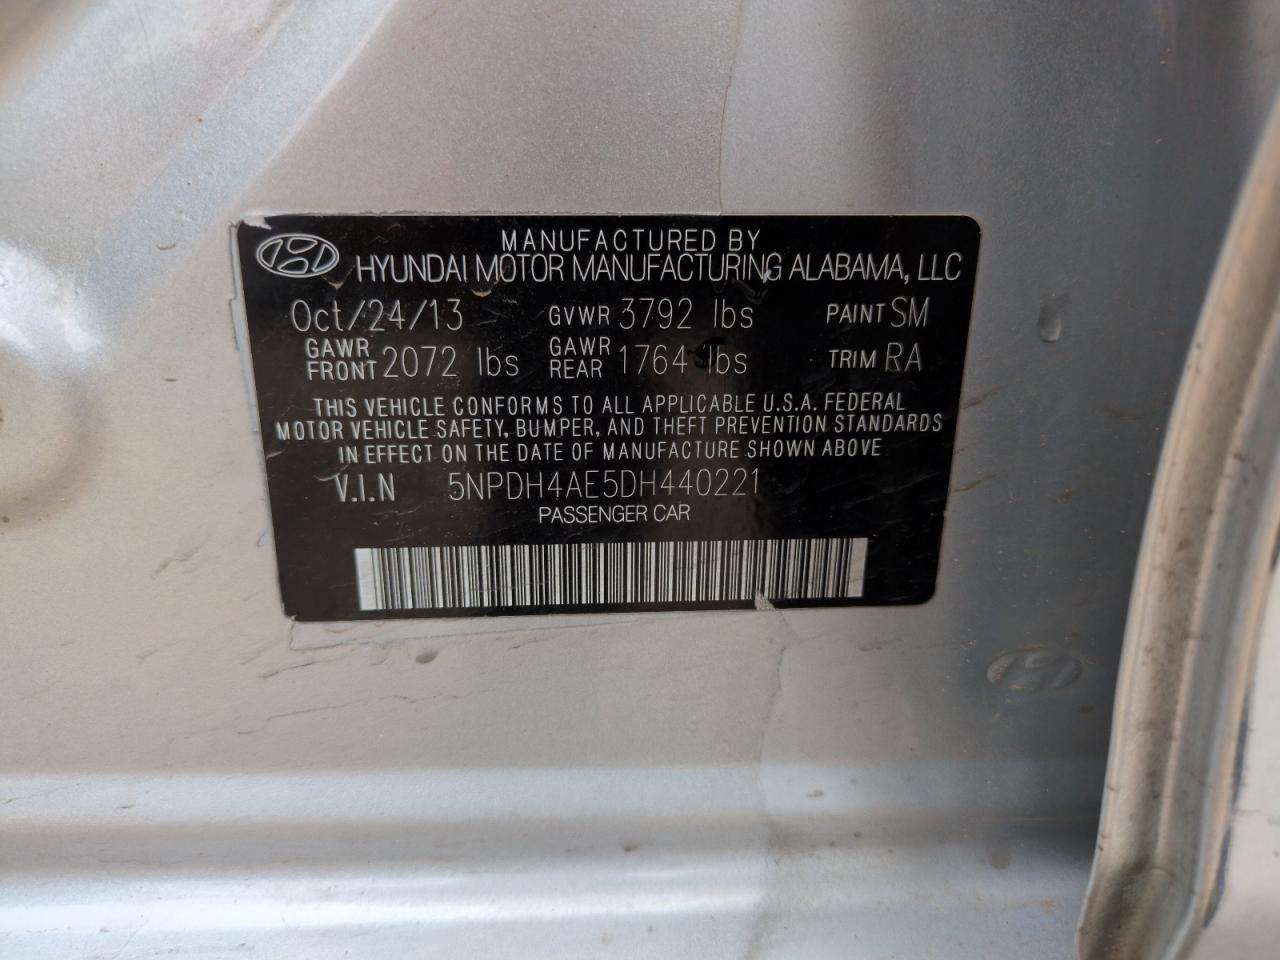 MANUFACTURED BY
HYUNDAI MOTOR MANUFACTURING ALABAMA, LLC
Oct/24/13 GVWR 3792 lbs PAINT SM
GAWR FRONT 2072 lbs GAWR REAR 1764 lbs TRIM RA
THIS VEHICLE CONFORMS TO ALL APPLICABLE U.S.A. FEDERAL
MOTOR VEHICLE SAFETY, BUMPER, AND THEFT PREVENTION STANDARDS
IN EFFECT ON THE DATE OF MANUFACTURE SHOWN ABOVE
V.I.N 5NPDH4AE5DH440221
PASSENGER CAR